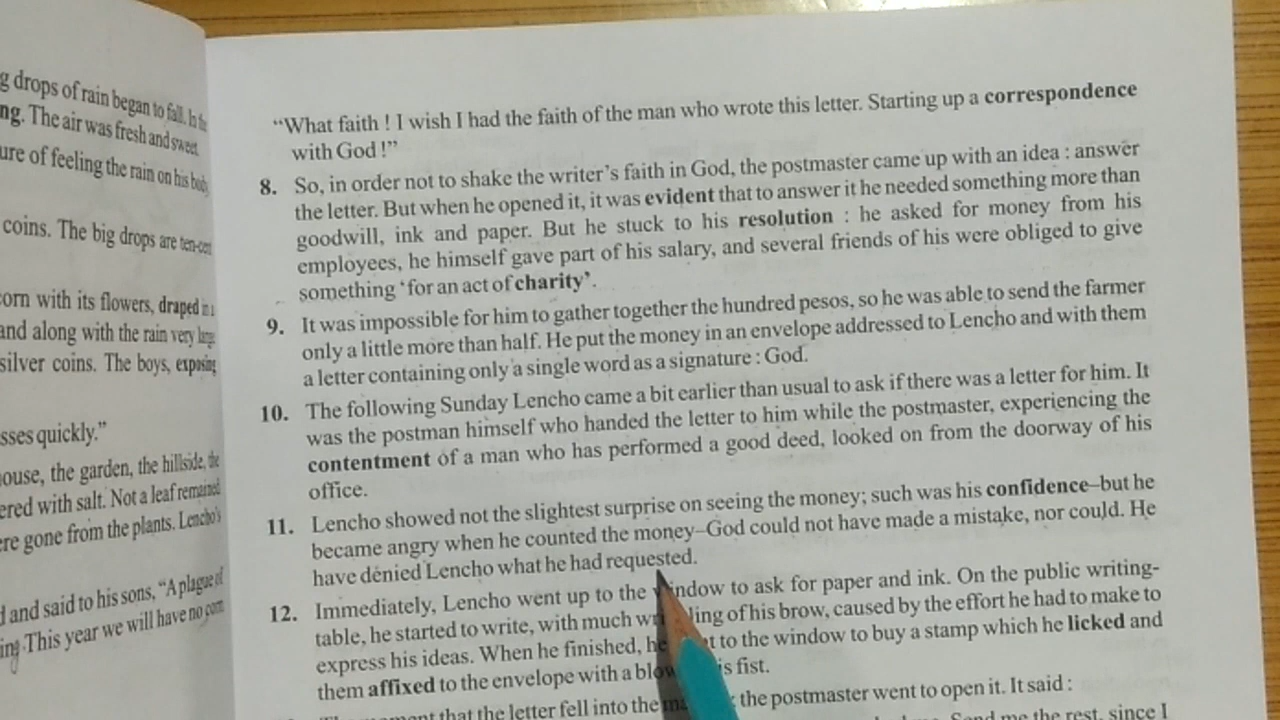 g drops of rain began to fall. In the
ng. The air was fresh and sweet.
ure of feeling the rain on his body
coins. The big drops are ten-cent
orn with its flowers, draped in a
and along with the rain very large
silver coins. The boys, exposing
sses quickly.”
ouse, the garden, the hillside, the
ered with salt. Not a leaf remained
ere gone from the plants. Lencho's
d and said to his sons, “A plague of
ing. This year we will have no corn
“What faith ! I wish I had the faith of the man who wrote this letter. Starting up a correspondence
with God !”
8. So, in order not to shake the writer’s faith in God, the postmaster came up with an idea : answer
the letter. But when he opened it, it was evident that to answer it he needed something more than
goodwill, ink and paper. But he stuck to his resolution : he asked for money from his
employees, he himself gave part of his salary, and several friends of his were obliged to give
something ‘for an act of charity’.
9. It was impossible for him to gather together the hundred pesos, so he was able to send the farmer
only a little more than half. He put the money in an envelope addressed to Lencho and with them
a letter containing only a single word as a signature : God.
10. The following Sunday Lencho came a bit earlier than usual to ask if there was a letter for him. It
was the postman himself who handed the letter to him while the postmaster, experiencing the
contentment of a man who has performed a good deed, looked on from the doorway of his
office.
11. Lencho showed not the slightest surprise on seeing the money; such was his confidence–but he
became angry when he counted the money–God could not have made a mistake, nor could. He
have denied Lencho what he had requested.
12. Immediately, Lencho went up to the window to ask for paper and ink. On the public writing-
table, he started to write, with much wr ling of his brow, caused by the effort he had to make to
express his ideas. When he finished, he t to the window to buy a stamp which he licked and
them affixed to the envelope with a blow is fist.
that the letter fell into the the postmaster went to open it. It said :
me the rest, since I